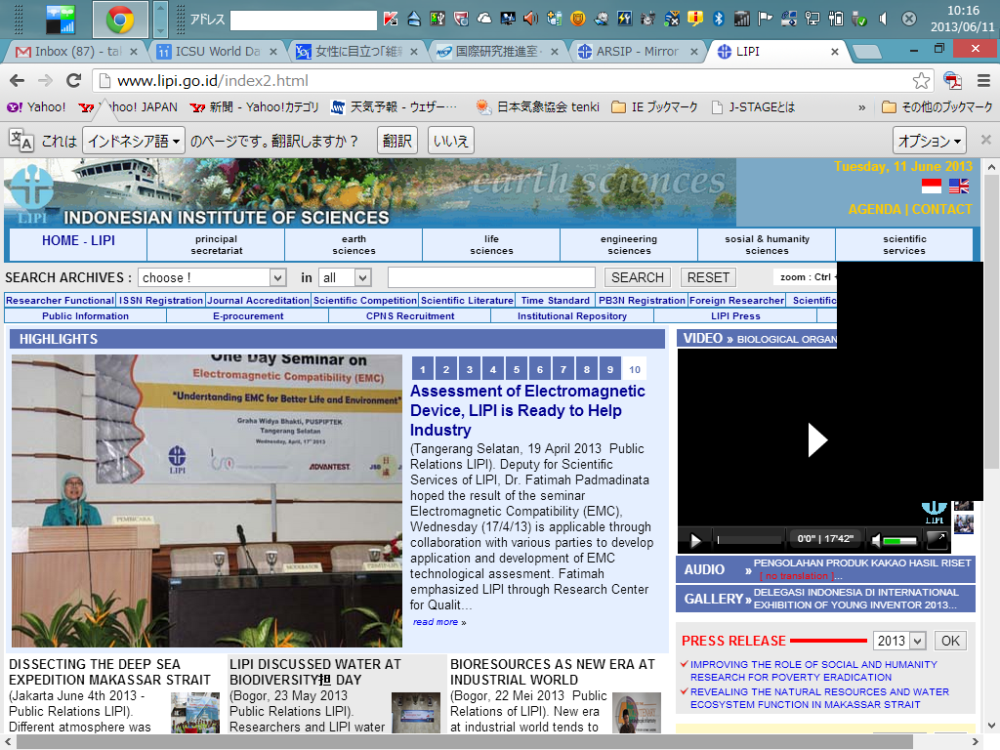 アドレス
10:16
2013/06/11
Inbox (87) - tal
ICSU World Da
女性に目立つ「維新
国際研究推進室 -
ARSIP - Mirror
LIPI
www.lipi.go.id/index2.html
Yahoo!
Yahoo! JAPAN
新聞 - Yahoo!カテゴリ
天気予報 - ウェザー…
日本気象協会 tenki
IE ブックマーク
J-STAGEとは
»
その他のブックマーク
これは インドネシア語 のページです。翻訳しますか？ 翻訳 いいえ オプション
earth sciences
Tuesday, 11 June 2013
LIPI
INDONESIAN INSTITUTE OF SCIENCES
AGENDA | CONTACT
HOME - LIPI
principal secretariat
earth sciences
life sciences
engineering sciences
sosial & humanity sciences
scientific services
SEARCH ARCHIVES : choose ! in all SEARCH RESET zoom : Ctrl +
Researcher Functional ISSN Registration Journal Accreditation Scientific Competition Scientific Literature Time Standard PB3N Registration Foreign Researcher Scientific
Public Information E-procurement CPNS Recruitment Institutional Repository LIPI Press
HIGHLIGHTS
One Day Seminar on
Electromagnetic Compatibility (EMC)
"Understanding EMC for Better Life and Environment"
Graha Widya Bhakti, PUSPIPTEK
Tangerang Selatan
Wednesday, April, 17th 2013
LIPI
ADVANTEST.
PEMBICARA
MODERATOR
1 2 3 4 5 6 7 8 9 10
Assessment of Electromagnetic
Device, LIPI is Ready to Help
Industry
(Tangerang Selatan, 19 April 2013 Public
Relations LIPI). Deputy for Scientific
Services of LIPI, Dr. Fatimah Padmadinata
hoped the result of the seminar
Electromagnetic Compatibility (EMC),
Wednesday (17/4/13) is applicable through
collaboration with various parties to develop
application and development of EMC
technological assesment. Fatimah
emphasized LIPI through Research Center
for Qualit...
read more »
VIDEO » BIOLOGICAL ORGAN
LIPI
0'0" | 17'42"
AUDIO » PENGOLAHAN PRODUK KAKAO HASIL RISET
[ no translation ]...
GALLERY » DELEGASI INDONESIA DI INTERNATIONAL
EXHIBITION OF YOUNG INVENTOR 2013...
PRESS RELEASE 2013 OK
IMPROVING THE ROLE OF SOCIAL AND HUMANITY
RESEARCH FOR POVERTY ERADICATION
REVEALING THE NATURAL RESOURCES AND WATER
ECOSYSTEM FUNCTION IN MAKASSAR STRAIT
DISSECTING THE DEEP SEA
EXPEDITION MAKASSAR STRAIT
(Jakarta June 4th 2013 -
Public Relations LIPI).
Different atmosphere was
LIPI DISCUSSED WATER AT
BIODIVERSITY担 DAY
(Bogor, 23 May 2013
Public Relations LIPI).
Researchers and LIPI water
BIORESOURCES AS NEW ERA AT
INDUSTRIAL WORLD
(Bogor, 22 Mei 2013 Public
Relations of LIPI). New era
at industrial world tends to